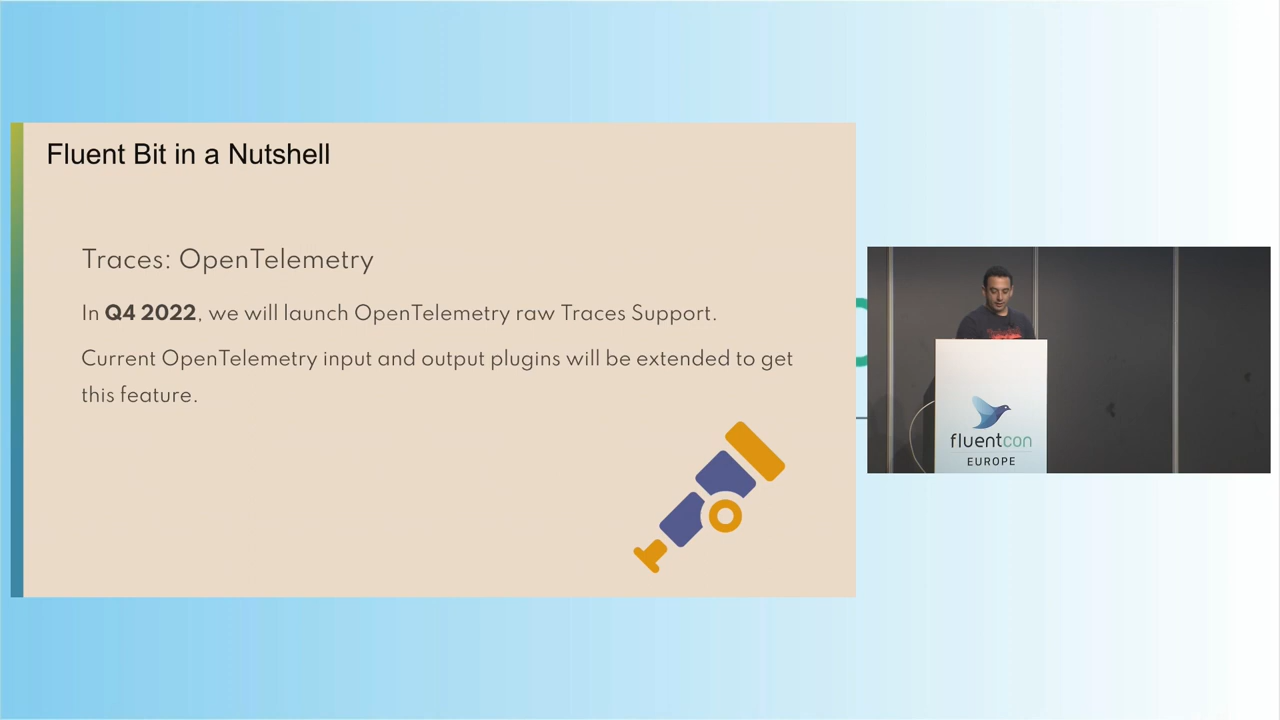 Fluent Bit in a Nutshell
Traces: OpenTelemetry
In Q4 2022, we will launch OpenTelemetry raw Traces Support.
Current OpenTelemetry input and output plugins will be extended to get
this feature.
fluentcon
EUROPE